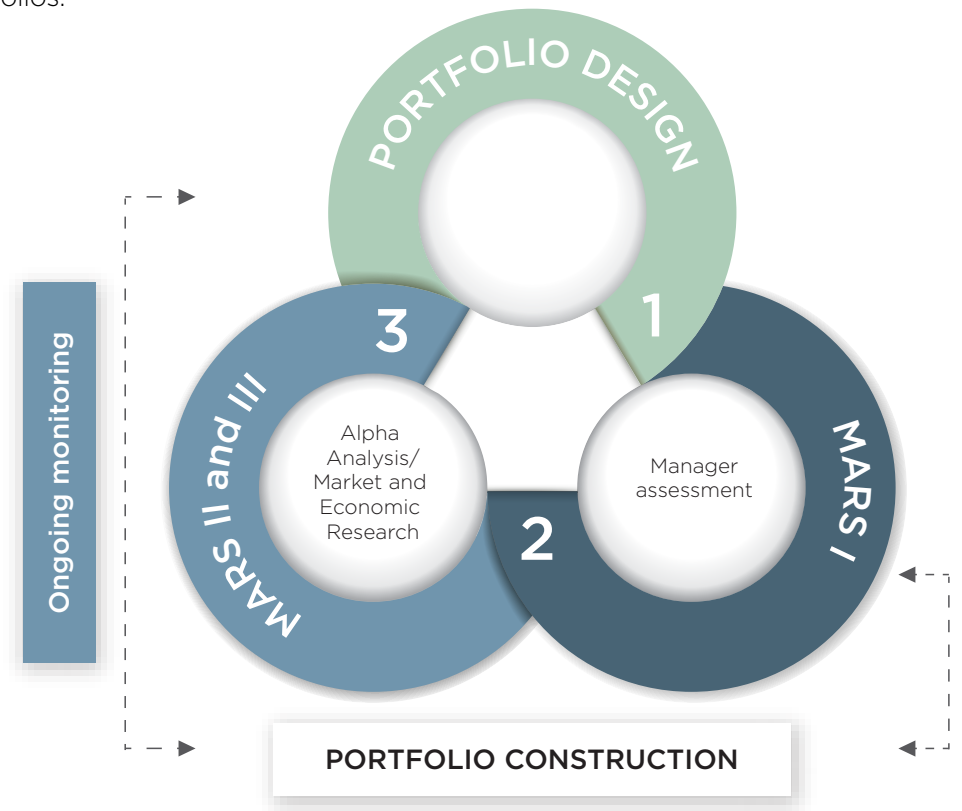 olios.
PORTFOLIO DESIGN
1
3
MARS II and III
Alpha
Analysis/
Market and
Economic
Research
Manager
assessment
MARS I
2
Ongoing monitoring
PORTFOLIO CONSTRUCTION